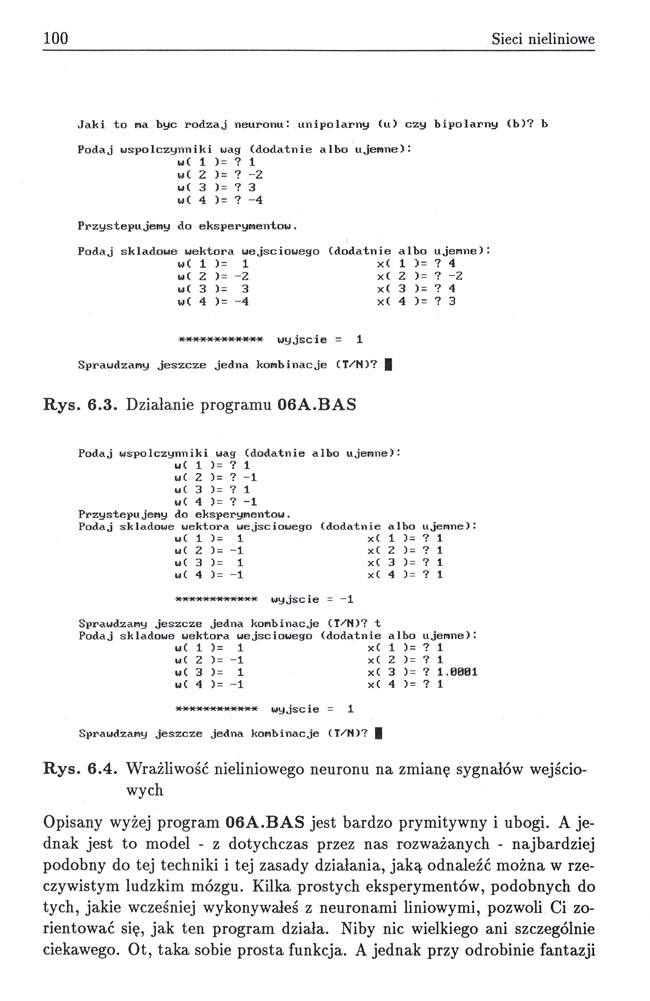 100 Sieci nieliniowe
Jaki to ma byc rodzaj neuronu: unipolarny (u) czy bipolarny (b)? b
Podaj wspolczynniki wag (dodatnie albo ujemne):
w( 1 )= ? 1
w( 2 )= ? -2
w( 3 )= ? 3
w( 4 )= ? -4
Przystepujemy do eksperymentow.
Podaj skladowe wektora wejsciowego (dodatnie albo ujemne):
w( 1 )= 1 x( 1 )= ? 4
w( 2 )= -2 x( 2 )= ? -2
w( 3 )= 3 x( 3 )= ? 4
w( 4 )= -4 x( 4 )= ? 3
************ wyjscie = 1
Sprawdzamy jeszcze jedna kombinacje (T/N)?
Rys. 6.3. Działanie programu 06A.BAS
Podaj wspolczynniki wag (dodatnie albo ujemne):
w( 1 )= ? 1
w( 2 )= ? -1
w( 3 )= ? 1
w( 4 )= ? -1
Przystepujemy do eksperymentow.
Podaj skladowe wektora wejsciowego (dodatnie albo ujemne):
w( 1 )= 1 x( 1 )= ? 1
w( 2 )= -1 x( 2 )= ? 1
w( 3 )= 1 x( 3 )= ? 1
w( 4 )= -1 x( 4 )= ? 1
************ wyjscie = -1
Sprawdzamy jeszcze jedna kombinacje (T/N)? t
Podaj skladowe wektora wejsciowego (dodatnie albo ujemne):
w( 1 )= 1 x( 1 )= ? 1
w( 2 )= -1 x( 2 )= ? 1
w( 3 )= 1 x( 3 )= ? 1.0001
w( 4 )= -1 x( 4 )= ? 1
************ wyjscie = 1
Sprawdzamy jeszcze jedna kombinacje (T/N)?
Rys. 6.4. Wrażliwość nieliniowego neuronu na zmianę sygnałów wejścio-
wych
Opisany wyżej program 06A.BAS jest bardzo prymitywny i ubogi. A je-
dnak jest to model - z dotychczas przez nas rozważanych - najbardziej
podobny do tej techniki i tej zasady działania, jaką odnaleźć można w rze-
czywistym ludzkim mózgu. Kilka prostych eksperymentów, podobnych do
tych, jakie wcześniej wykonywałeś z neuronami liniowymi, pozwoli Ci zo-
rientować się, jak ten program działa. Niby nic wielkiego ani szczególnie
ciekawego. Ot, taka sobie prosta funkcja. A jednak przy odrobinie fantazji